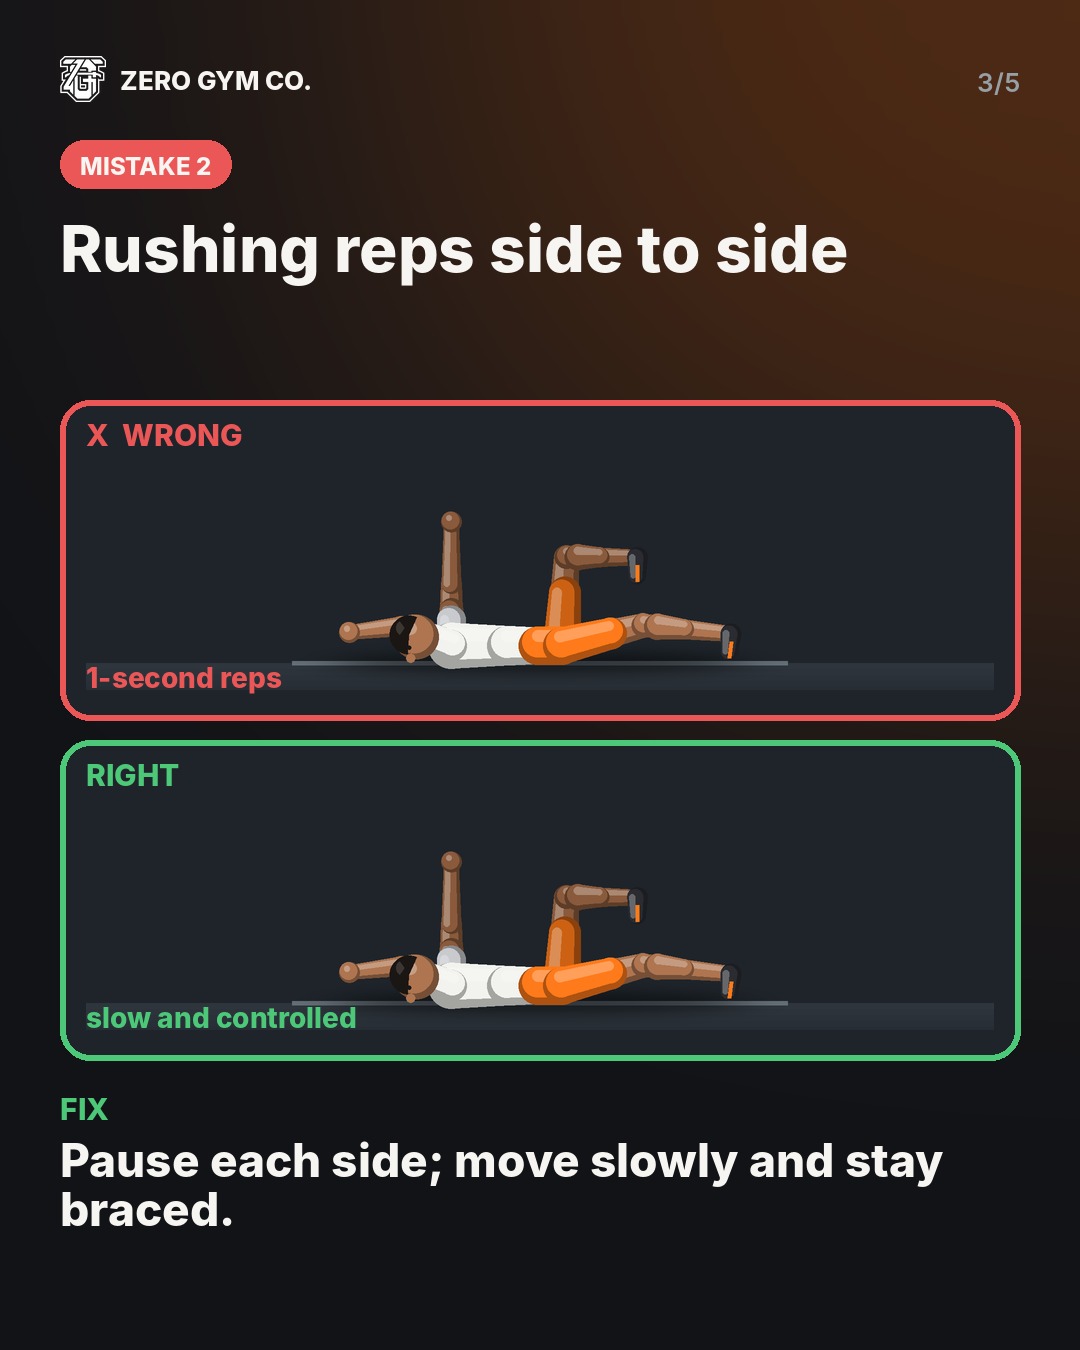 ZERO GYM CO.
3/5
MISTAKE 2
Rushing reps side to side
X WRONG
1-second reps
RIGHT
slow and controlled
FIX
Pause each side; move slowly and stay
braced.